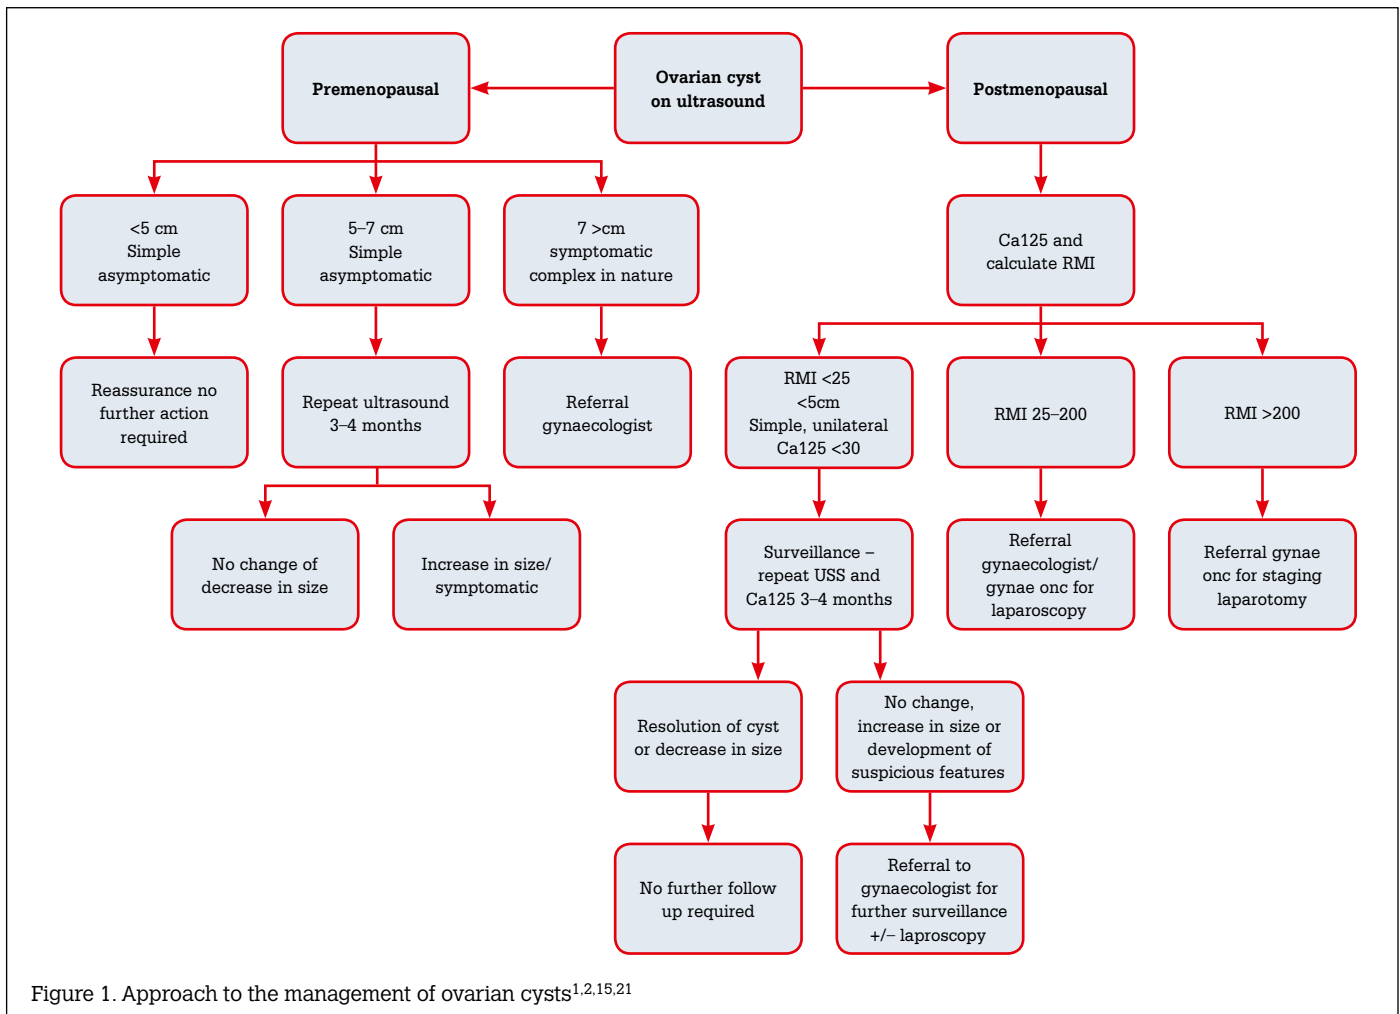 Premenopausal
Ovarian cyst
on ultrasound
Postmenopausal
<5 cm
Simple
asymptomatic
5–7 cm
Simple
asymptomatic
7 >cm
symptomatic
complex in nature
Ca125 and
calculate RMI
Reassurance no
further action
required
Repeat ultrasound
3–4 months
Referral
gynaecologist
RMI <25
<5cm
Simple, unilateral
Ca125 <30
RMI 25–200
RMI >200
No change of
decrease in size
Increase in size/
symptomatic
Surveillance –
repeat USS and
Ca125 3–4 months
Referral
gynaecologist/
gynae onc for
laparoscopy
Referral gynae
onc for staging
laparotomy
Resolution of cyst
or decrease in size
No change,
increase in size or
development of
suspicious features
No further follow
up required
Referral to
gynaecologist for
further surveillance
+/– laproscopy
Figure 1. Approach to the management of ovarian cysts1,2,15,21